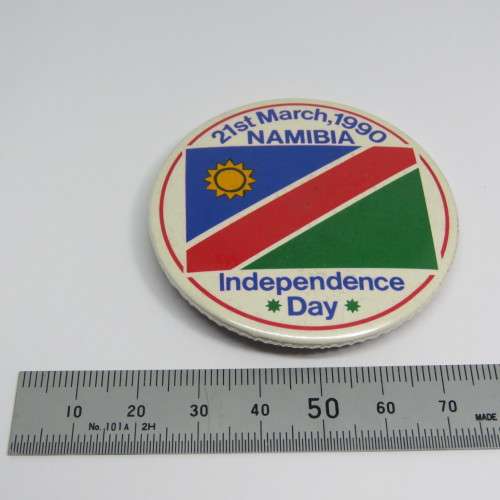 21st March, 1990
NAMIBIA
Independence
Day
10 20 30 40 50 60 70
No. 101A 2H
MADE